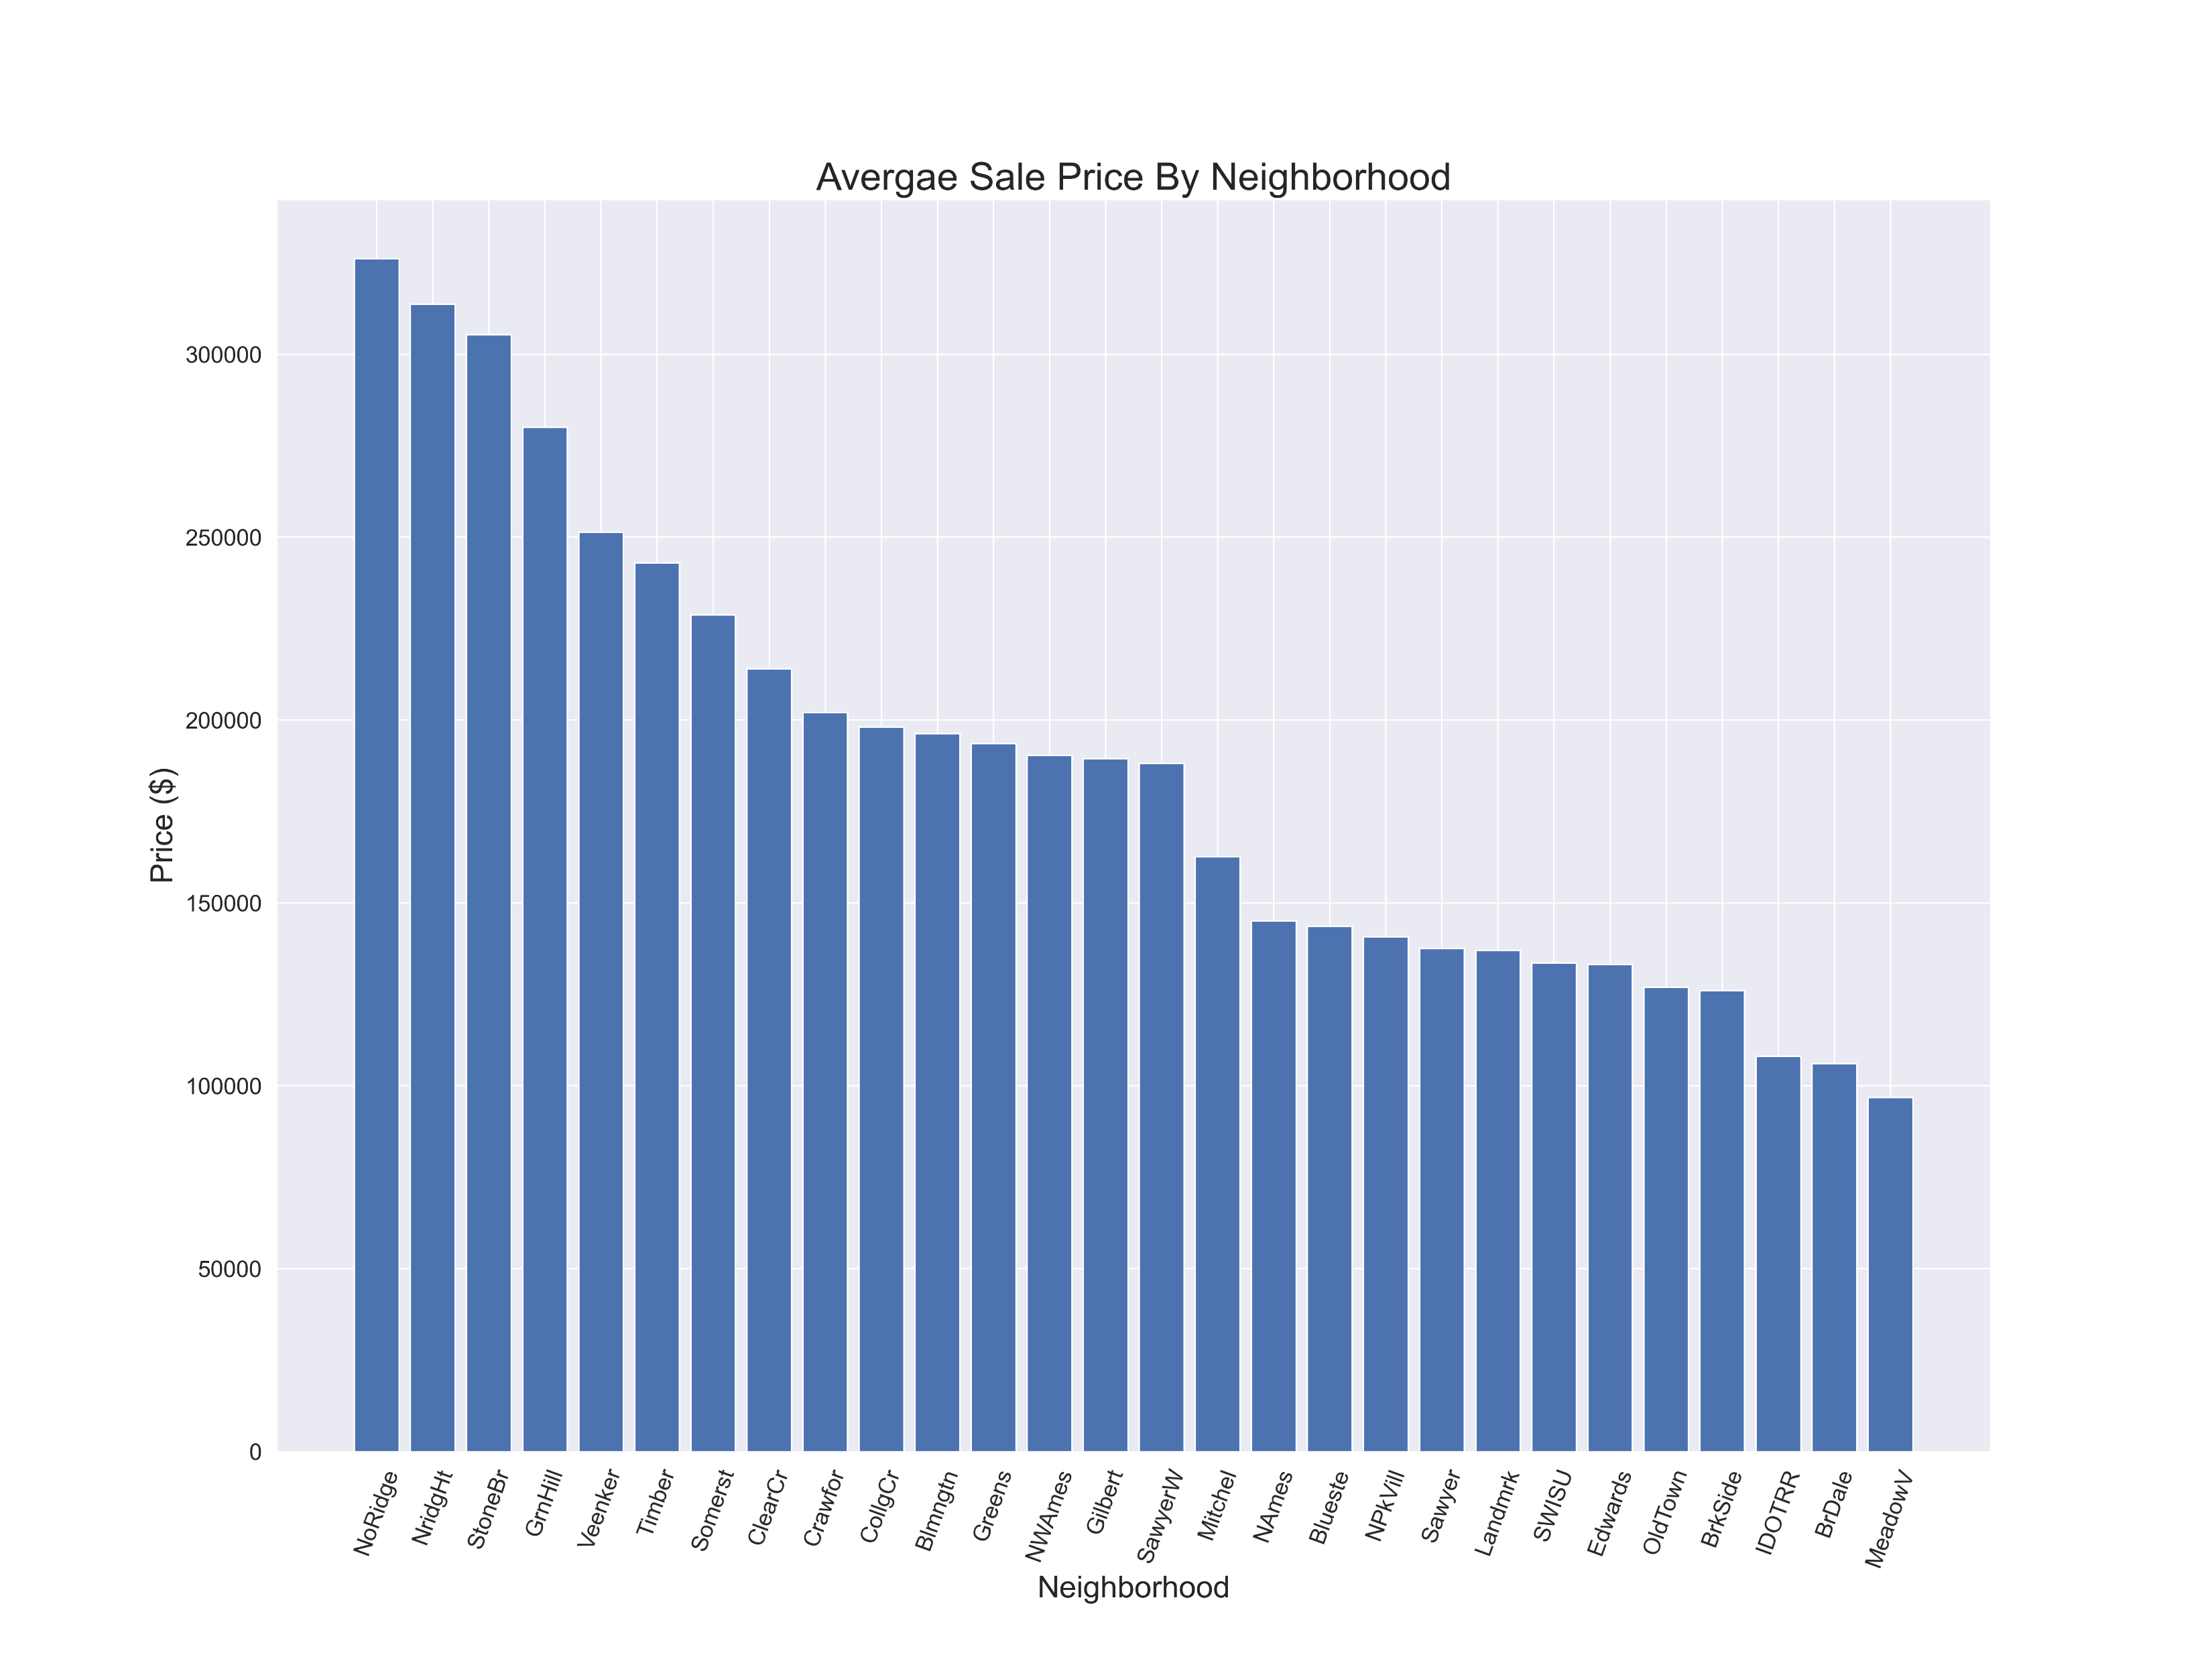 Avergae Sale Price By Neighborhood
Price ($)
300000
250000
200000
150000
100000
50000
0
NoRidge
NridgHt
StoneBr
GrnHill
Veenker
Timber
Somerst
ClearCr
Crawfor
CollgCr
Blmngtn
Greens
NWAmes
Gilbert
SawyerW
Mitchel
NAmes
Blueste
NPkVill
Sawyer
Landmrk
SWISU
Edwards
OldTown
BrkSide
IDOTRR
BrDale
MeadowV
Neighborhood